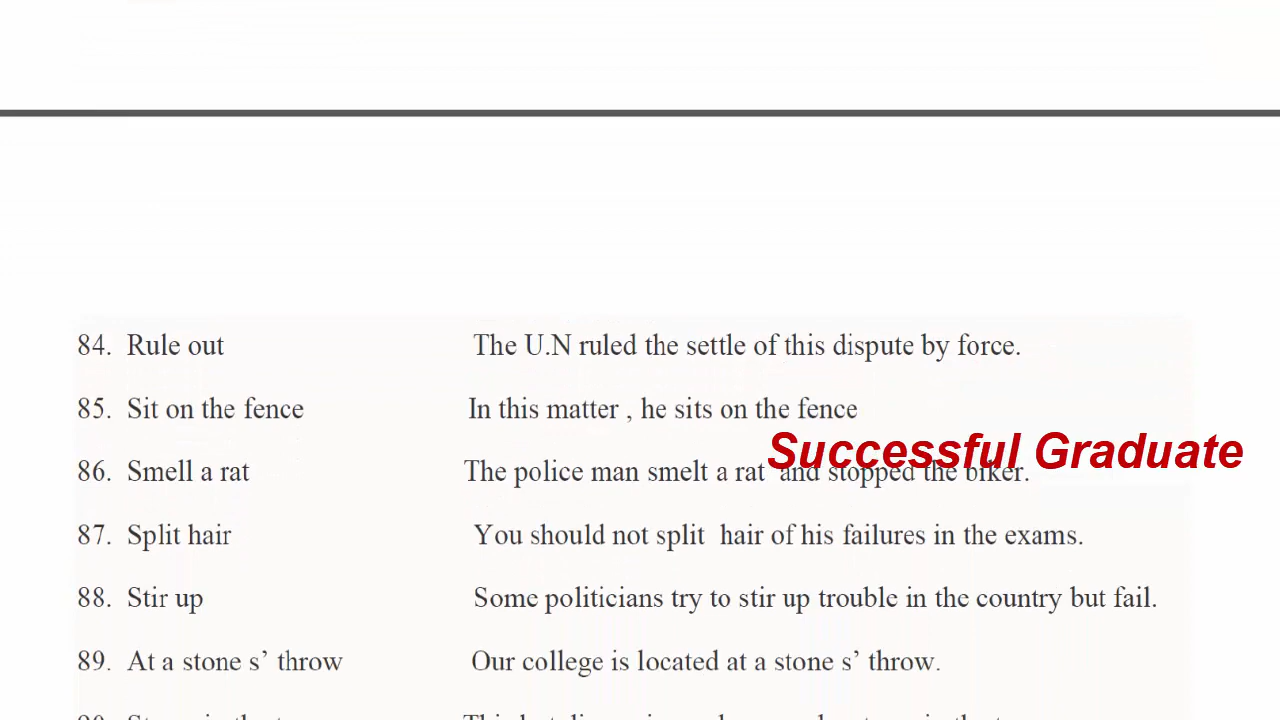 84. Rule out The U.N ruled the settle of this dispute by force.
85. Sit on the fence In this matter , he sits on the fence
Successful Graduate
86. Smell a rat The police man smelt a rat and stopped the biker.
87. Split hair You should not split hair of his failures in the exams.
88. Stir up Some politicians try to stir up trouble in the country but fail.
89. At a stone s’ throw Our college is located at a stone s’ throw.